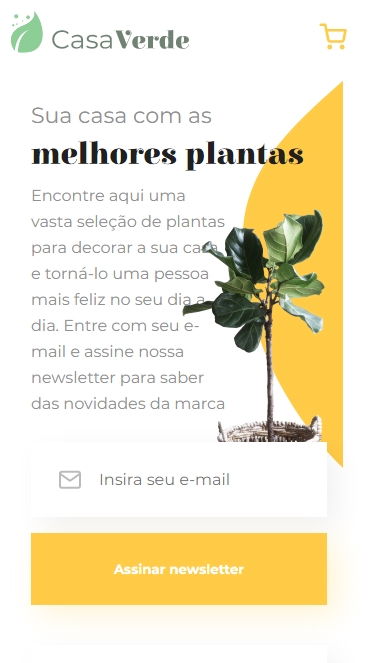 CasaVerde
Sua casa com as
melhores plantas
Encontre aqui uma
vasta seleção de plantas
para decorar a sua casa
e torná-lo uma pessoa
mais feliz no seu dia a
dia. Entre com seu e-
mail e assine nossa
newsletter para saber
das novidades da marca
Insira seu e-mail
Assinar newsletter